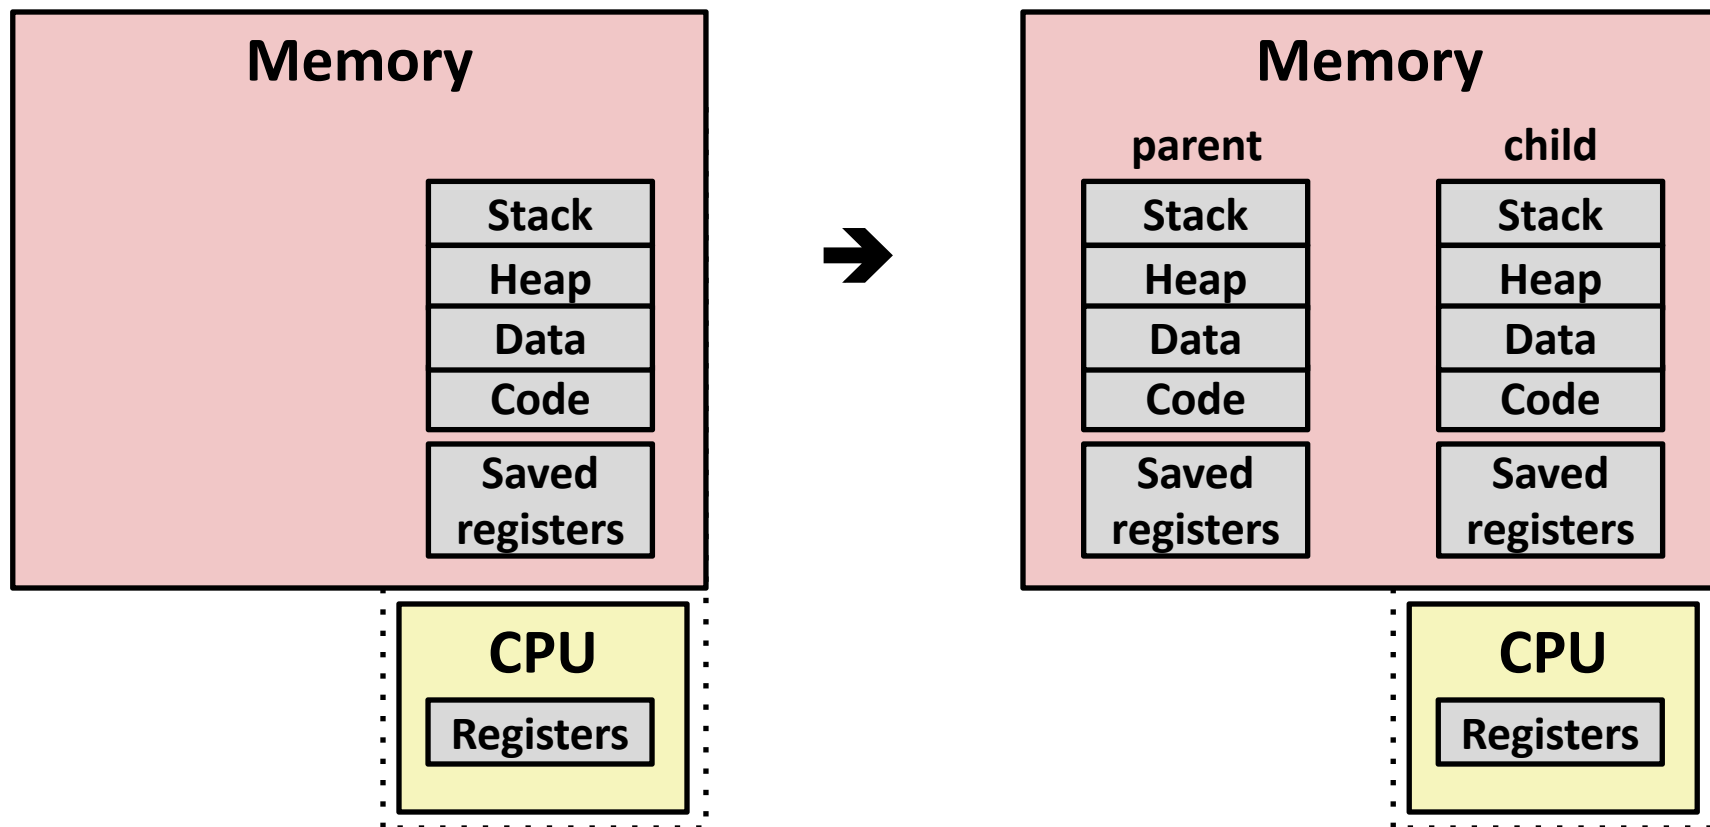 Memory
Stack
Heap
Data
Code
Saved
registers
CPU
Registers
➔
Memory
parent
child
Stack
Heap
Data
Code
Saved
registers
Stack
Heap
Data
Code
Saved
registers
CPU
Registers